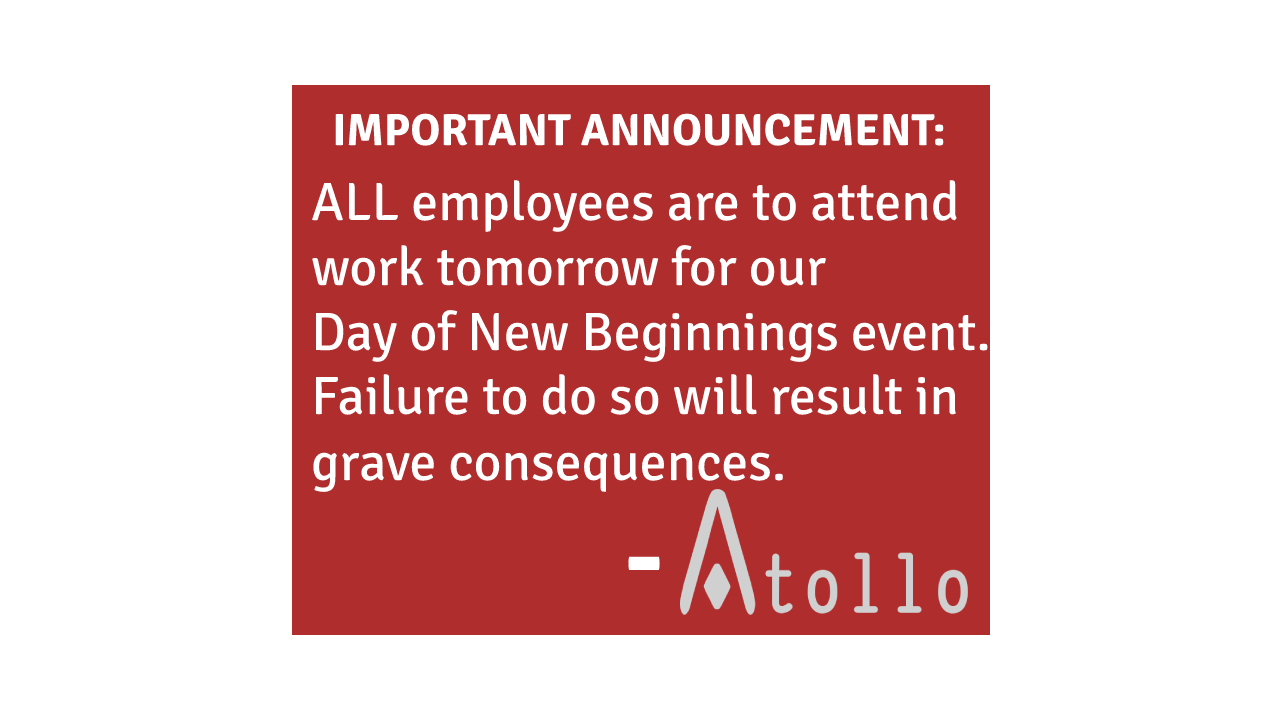 IMPORTANT ANNOUNCEMENT:
ALL employees are to attend
work tomorrow for our
Day of New Beginnings event.
Failure to do so will result in
grave consequences.
- Atollo